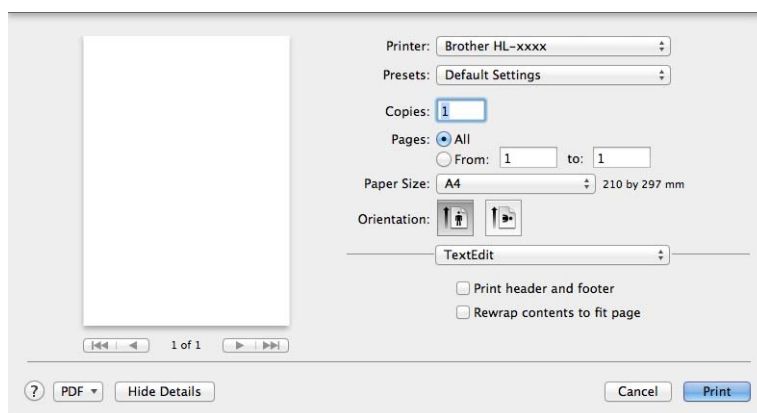 Printer: Brother HL-xxxx
Presets: Default Settings
Copies: 1
Pages: All
From: 1 to: 1
Paper Size: A4 210 by 297 mm
Orientation:
TextEdit
Print header and footer
Rewrap contents to fit page
1 of 1
? PDF Hide Details Cancel Print